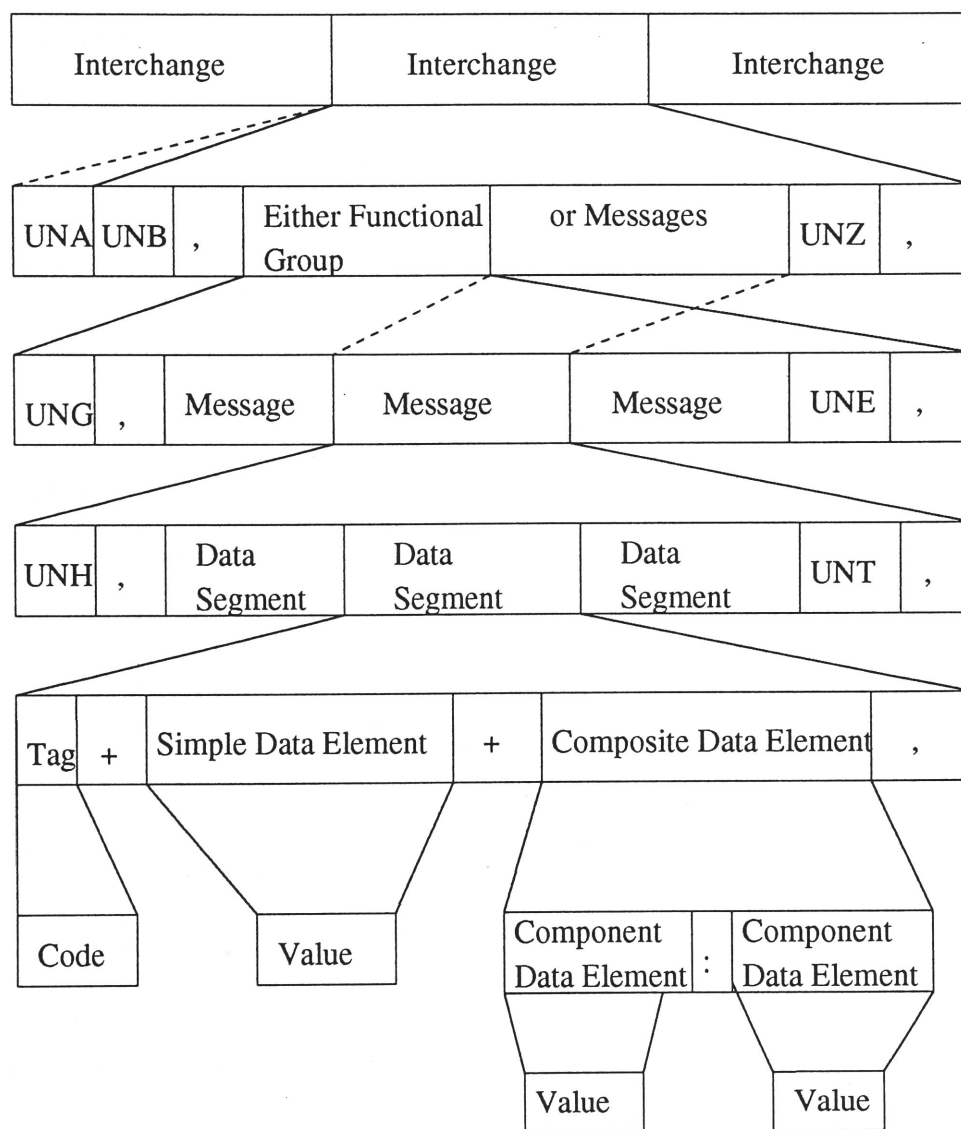 Interchange Interchange Interchange
UNA UNB , Either Functional Group or Messages UNZ ,
UNG , Message Message Message UNE ,
UNH , Data Segment Data Segment Data Segment UNT ,
Tag + Simple Data Element + Composite Data Element ,
Code Value Component Data Element : Component Data Element
Value Value